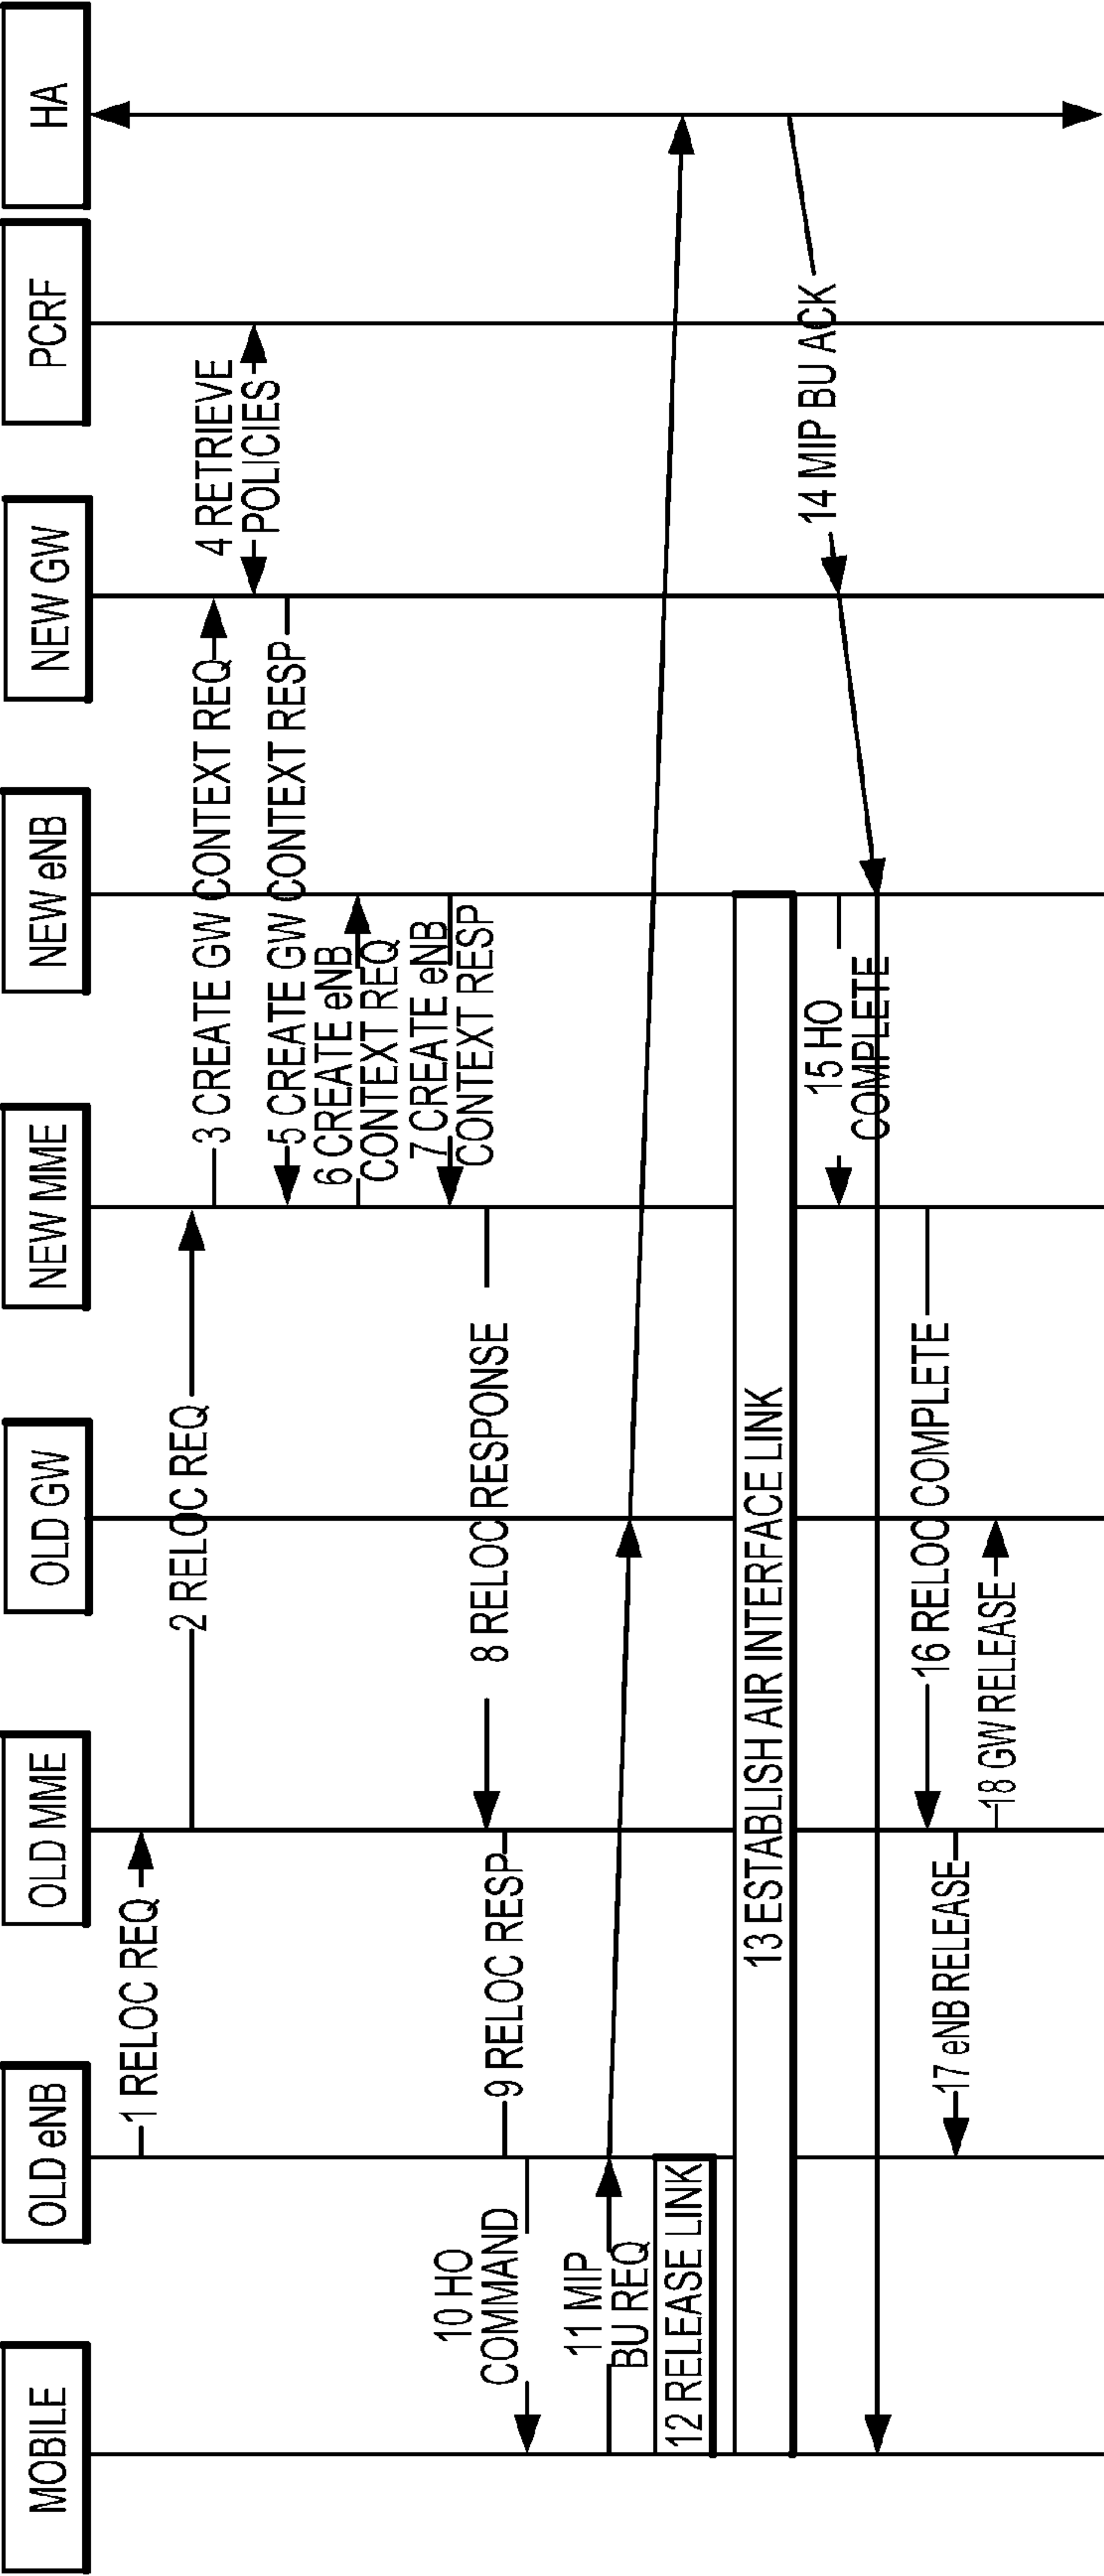 MOBILE
OLD eNB
OLD MME
OLD GW
NEW MME
NEW eNB
NEW GW
PCRF
HA
1 RELOC REQ
2 RELOC REQ
3 CREATE GW CONTEXT REQ
4 RETRIEVE
POLICIES
5 CREATE GW CONTEXT RESP
6 CREATE eNB
CONTEXT REQ
7 CREATE eNB
CONTEXT RESP
8 RELOC RESPONSE
9 RELOC RESP
10 HO
COMMAND
11 MIP
BU REQ
12 RELEASE LINK
13 ESTABLISH AIR INTERFACE LINK
14 MIP BU ACK
15 HO
COMPLETE
16 RELOC COMPLETE
17 eNB RELEASE
18 GW RELEASE